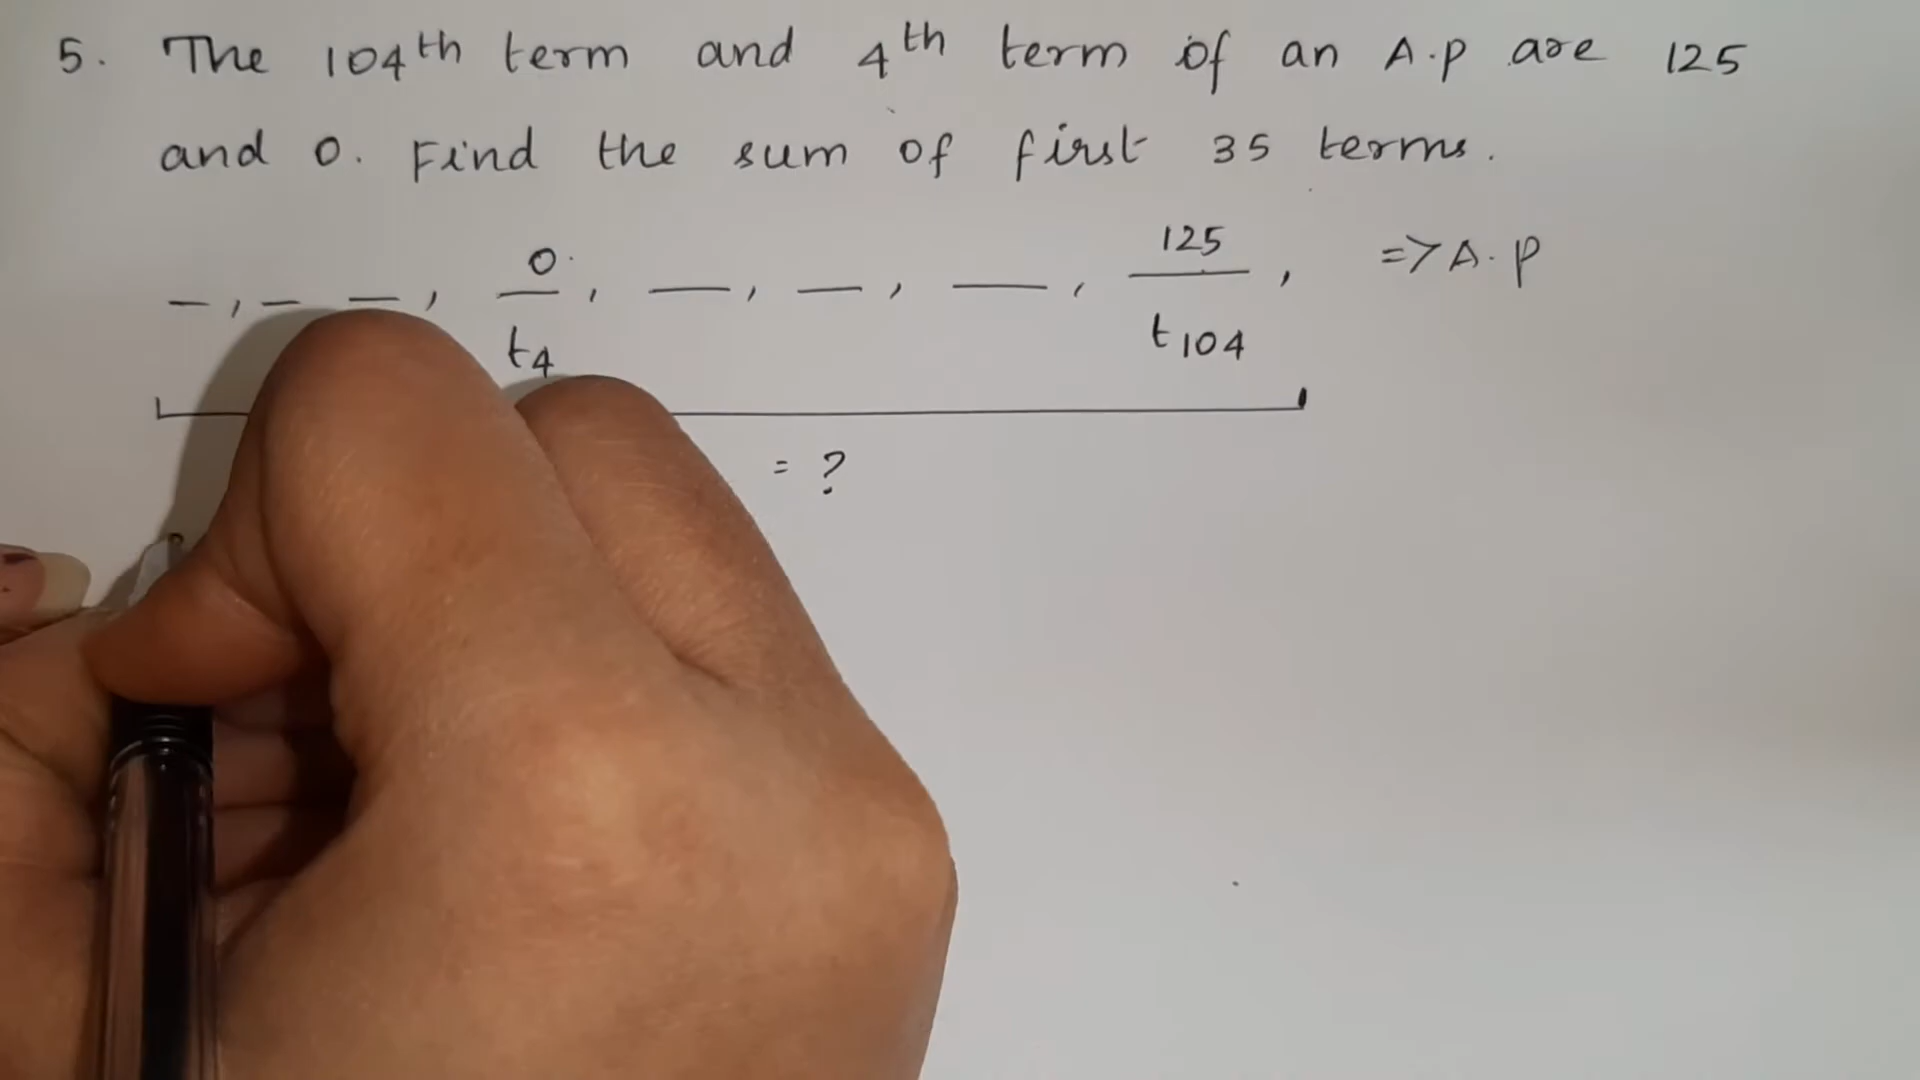 5. The 104th term and 4th term of an A.p are 125
and 0. Find the sum of first 35 terms.
_, _ _, 0, _, _, _, 125, => A.p
t4 t104
= ?